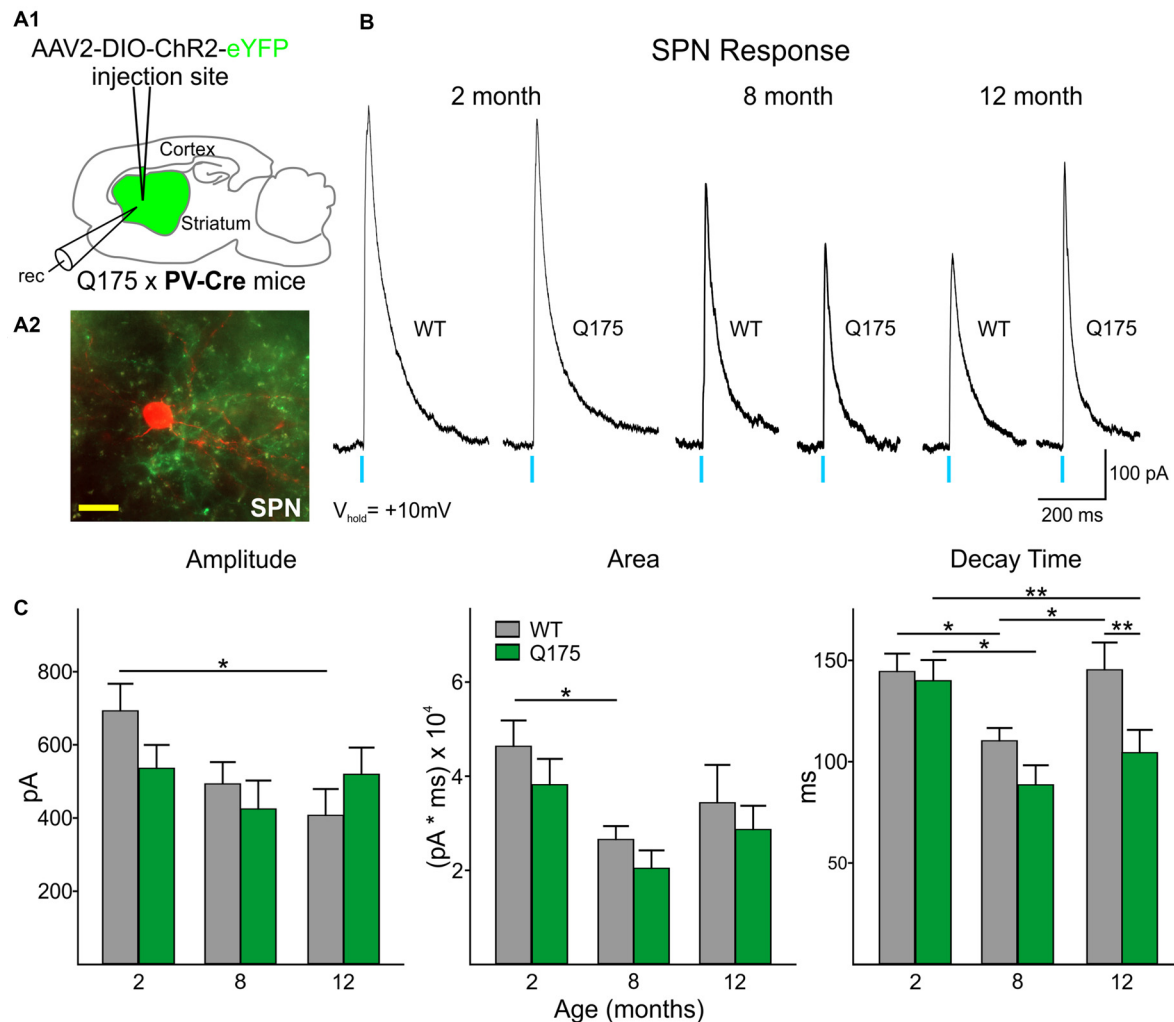 A1
AAV2-DIO-ChR2-eYFP
injection site
Cortex
Striatum
rec
Q175 x PV-Cre mice
A2
SPN
B
SPN Response
2 month
8 month
12 month
WT
Q175
WT
Q175
WT
Q175
Vhold= +10mV
100 pA
200 ms
C
Amplitude
pA
800
600
400
200
*
2
8
12
Area
(pA * ms) x 10⁴
6
4
2
WT
Q175
*
2
8
12
Age (months)
Decay Time
ms
150
100
50
**
*
*
**
*
2
8
12